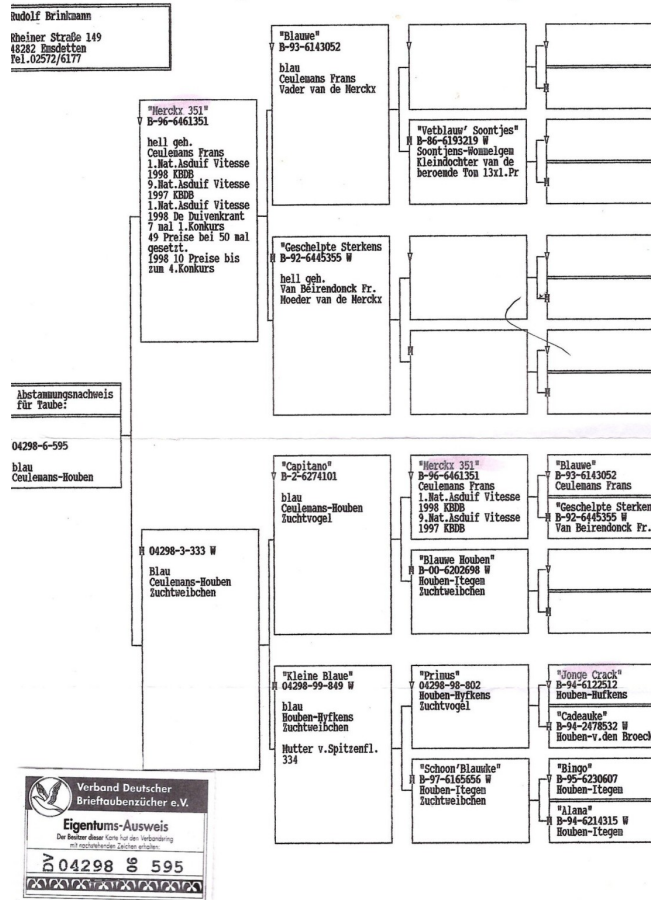 Rudolf Brinkmann
Rheiner Straße 149
48282 Emsdetten
Tel.02572/6177
Abstammungsnachweis
für Taube:
04298-6-595
blau
Ceulemans-Houben
"Merckx 351"
V B-96-6461351
hell geh.
Ceulemans Frans
1.Nat.Asduif Vitesse
1998 KBDB
9.Nat.Asduif Vitesse
1997 KBDB
1.Nat.Asduif Vitesse
1998 De Duivenkrant
7 mal 1.Konkurs
49 Preise bei 50 mal
gesetzt.
1998 10 Preise bis
zum 4.Konkurs
M 04298-3-333 W
Blau
Ceulemans-Houben
Zuchtweibchen
"Blauwe"
V B-93-6143052
blau
Ceulemans Frans
Vader van de Merckx
"Geschelpte Sterkens
M B-92-6445355 W
hell geh.
Van Beirendonck Fr.
Moeder van de Merckx
"Capitano"
V B-2-6274101
blau
Ceulemans-Houben
Zuchtvogel
"Kleine Blaue"
M 04298-99-849 W
blau
Houben-Hyfkens
Zuchtweibchen
Mutter v.Spitzenfl.
334
V
"Vetblauw' Soontjes"
M B-86-6193219 W
Soontjens-Wommelgem
Kleindochter van de
beroemde Tom 13x1.Pr
V
M
"Merckx 351"
V B-96-6461351
Ceulemans Frans
1.Nat.Asduif Vitesse
1998 KBDB
9.Nat.Asduif Vitesse
1997 KBDB
"Blauwe Houben"
M B-00-6202698 W
Houben-Itegem
Zuchtweibchen
"Primus"
V 04298-98-802
Houben-Hyfkens
Zuchtvogel
"Schoon'Blauwke"
M B-97-6165656 W
Houben-Itegem
Zuchtweibchen
V
M
V
M
V
M
V
M
"Blauwe"
V B-93-6143052
Ceulemans Frans
"Geschelpte Sterken
M B-92-6445355 W
Van Beirendonck Fr.
V
M
"Jonge Crack"
V B-94-6122512
Houben-Hufkens
"Cadeauke"
M B-94-2478532 W
Houben-v.den Broeck
"Bingo"
V B-95-6230607
Houben-Itegem
"Alana"
M B-94-6214315 W
Houben-Itegem
Verband Deutscher
Brieftaubenzücher e.V.
Eigentums-Ausweis
Der Besitzer dieser Karte hat den Verbandsring
mit nachstehenden Zeichen erhalten:
DV 04298 06 595